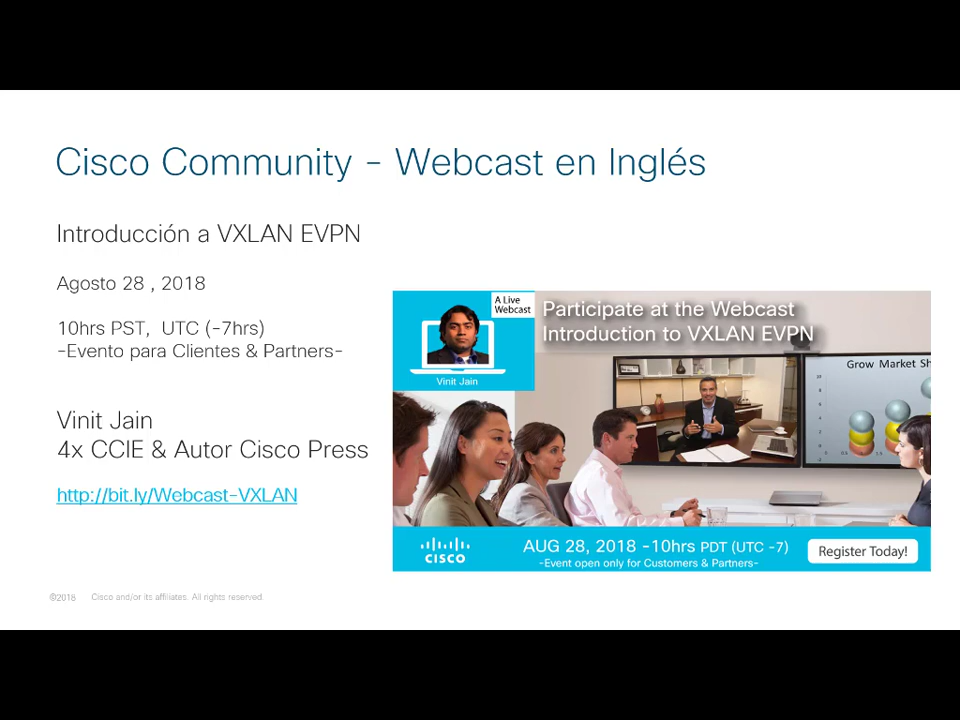 Cisco Community - Webcast en Inglés
Introducción a VXLAN EVPN
Agosto 28 , 2018
10hrs PST, UTC (-7hrs)
-Evento para Clientes & Partners-
Vinit Jain
4x CCIE & Autor Cisco Press
http://bit.ly/Webcast-VXLAN
A Live
Webcast
Vinit Jain
Participate at the Webcast
Introduction to VXLAN EVPN
Grow Market Sh
CISCO
AUG 28, 2018 -10hrs PDT (UTC -7)
-Event open only for Customers & Partners-
Register Today!
©2018 Cisco and/or its affiliates. All rights reserved.